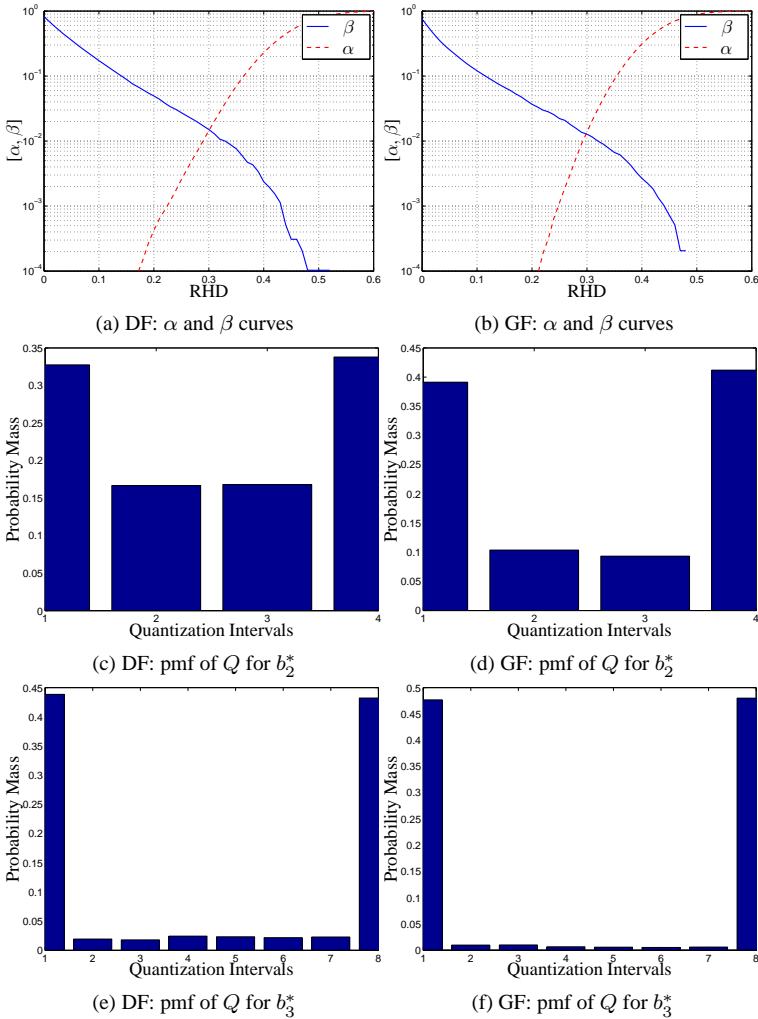 10⁰
10⁻¹
10⁻²
10⁻³
10⁻⁴
[α, β]
β
α
0 0.1 0.2 0.3 0.4 0.5 0.6
RHD
(a) DF: α and β curves
10⁰
10⁻¹
10⁻²
10⁻³
10⁻⁴
[α, β]
β
α
0 0.1 0.2 0.3 0.4 0.5 0.6
RHD
(b) GF: α and β curves
0.35
0.3
0.25
0.2
0.15
0.1
0.05
0
Probability Mass
1 2 3 4
Quantization Intervals
(c) DF: pmf of Q for b₂*
0.45
0.4
0.35
0.3
0.25
0.2
0.15
0.1
0.05
0
Probability Mass
1 2 3 4
Quantization Intervals
(d) GF: pmf of Q for b₂*
0.45
0.4
0.35
0.3
0.25
0.2
0.15
0.1
0.05
0
Probability Mass
1 2 3 4 5 6 7 8
Quantization Intervals
(e) DF: pmf of Q for b₃*
0.5
0.45
0.4
0.35
0.3
0.25
0.2
0.15
0.1
0.05
0
Probability Mass
1 2 3 4 5 6 7 8
Quantization Intervals
(f) GF: pmf of Q for b₃*